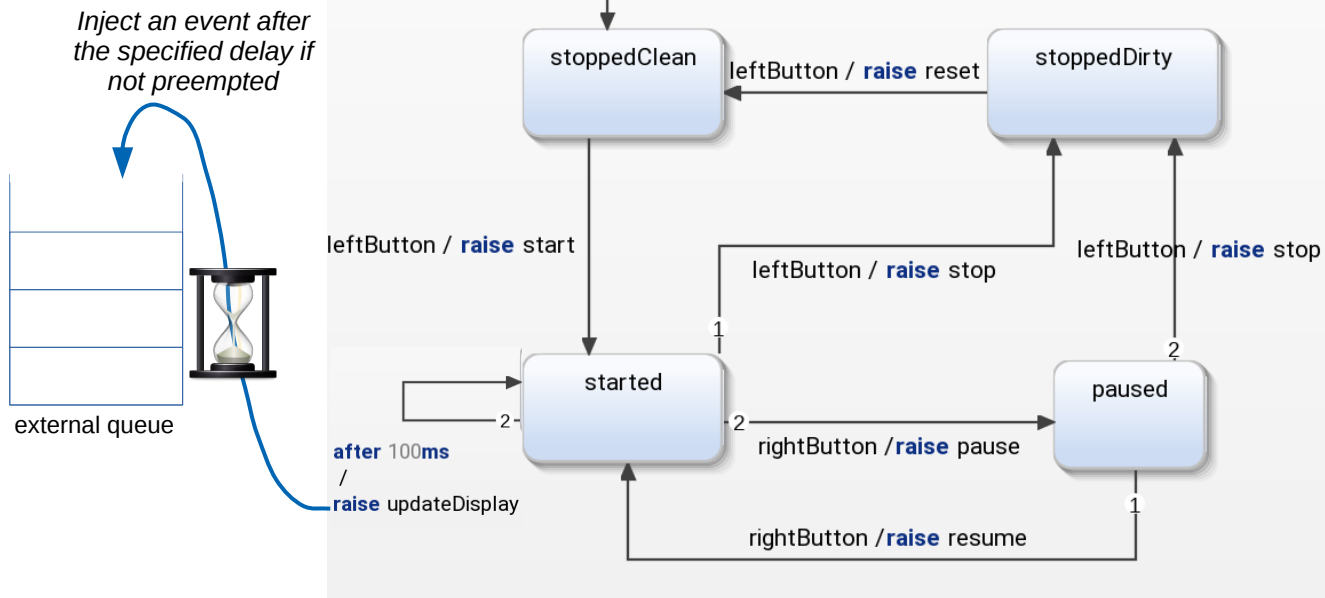 Inject an event after
the specified delay if
not preempted
external queue
stoppedClean
leftButton / raise reset
stoppedDirty
leftButton / raise start
leftButton / raise stop
leftButton / raise stop
1
2
started
2
after 100ms
/
raise updateDisplay
2
rightButton /raise pause
paused
1
rightButton /raise resume